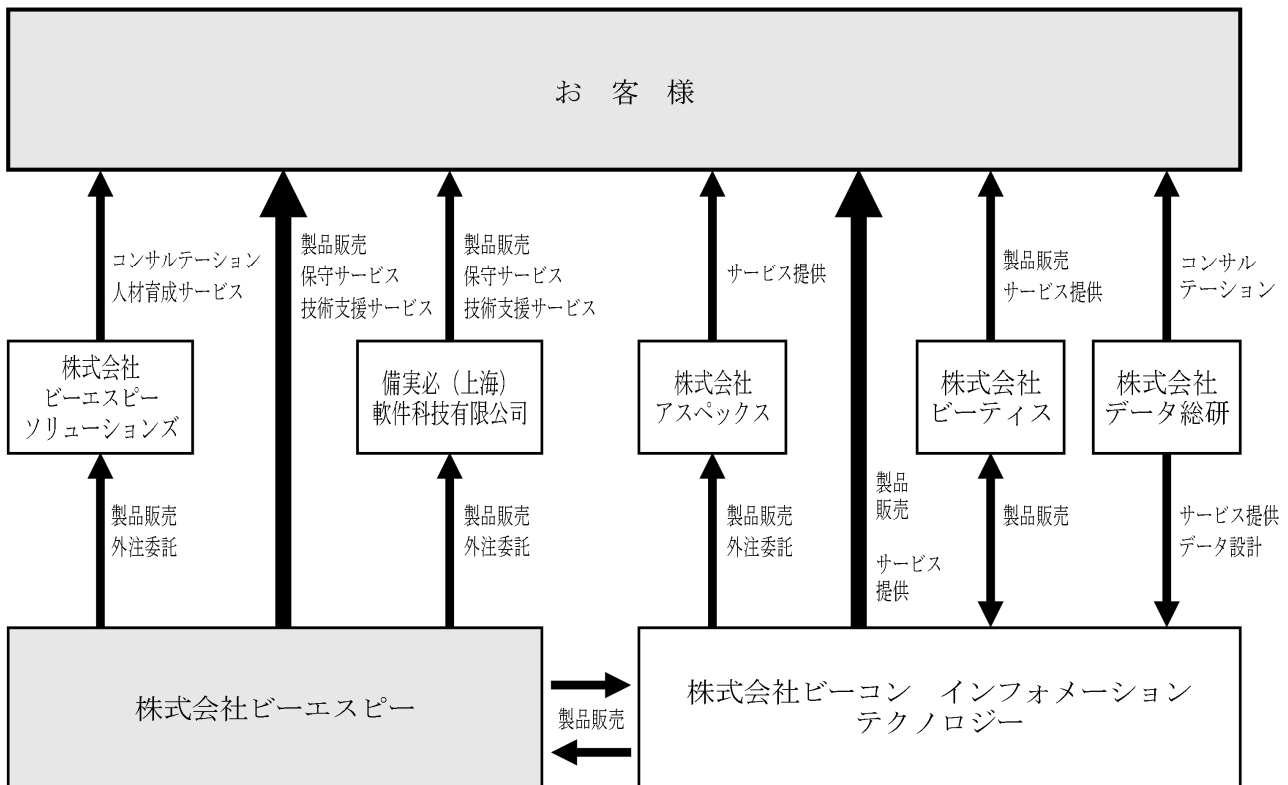 お　客　様
コンサルテーション
人材育成サービス
製品販売
保守サービス
技術支援サービス
製品販売
保守サービス
技術支援サービス
サービス提供
製品販売
サービス提供
コンサル
テーション
株式会社
ビーエスピー
ソリューションズ
備実必（上海）
軟件科技有限公司
株式会社
アスペックス
株式会社
ビーティス
株式会社
データ総研
製品販売
外注委託
製品販売
外注委託
製品販売
外注委託
製品
販売
サービス
提供
製品販売
サービス提供
データ設計
株式会社ビーエスピー
製品販売
株式会社ビーコン　インフォメーション
テクノロジー